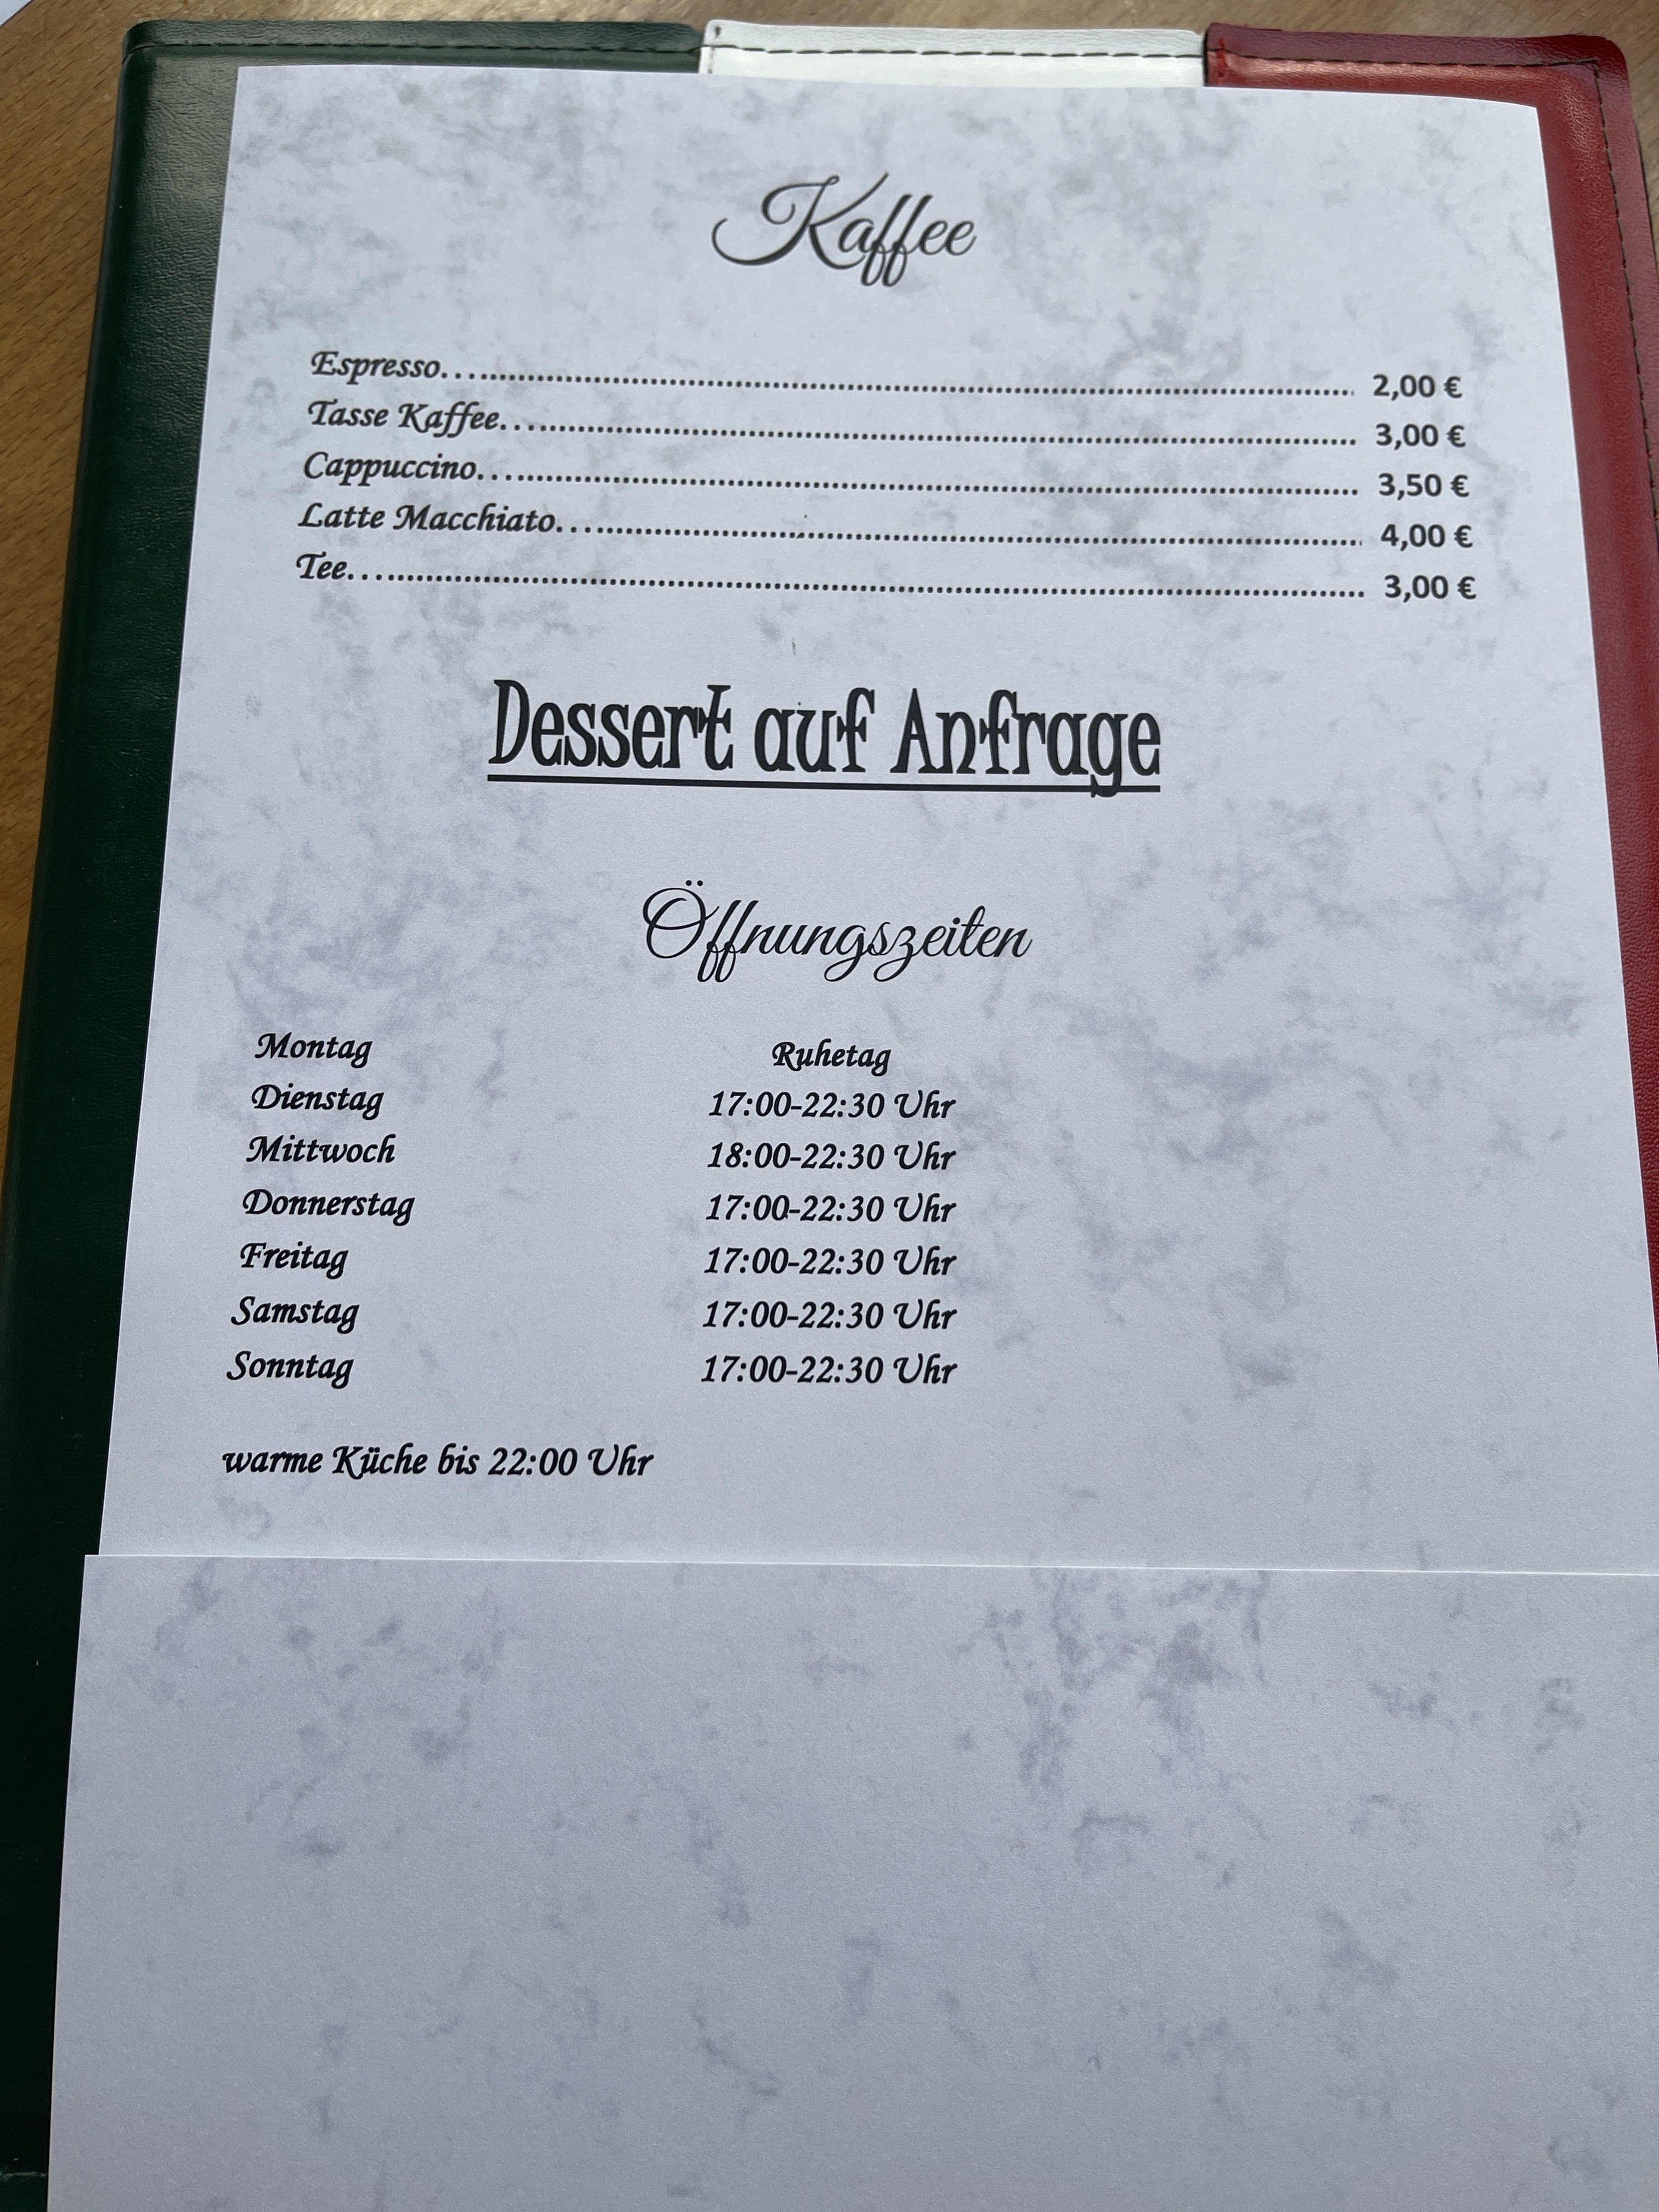 Kaffee
Espresso.................... 2,00 €
Tasse Kaffee.................... 3,00 €
Cappuccino.................... 3,50 €
Latte Macchiato.................... 4,00 €
Tee.................... 3,00 €
Dessert auf Anfrage
Öffnungszeiten
Montag Ruhetag
Dienstag 17:00-22:30 Uhr
Mittwoch 18:00-22:30 Uhr
Donnerstag 17:00-22:30 Uhr
Freitag 17:00-22:30 Uhr
Samstag 17:00-22:30 Uhr
Sonntag 17:00-22:30 Uhr
warme Küche bis 22:00 Uhr